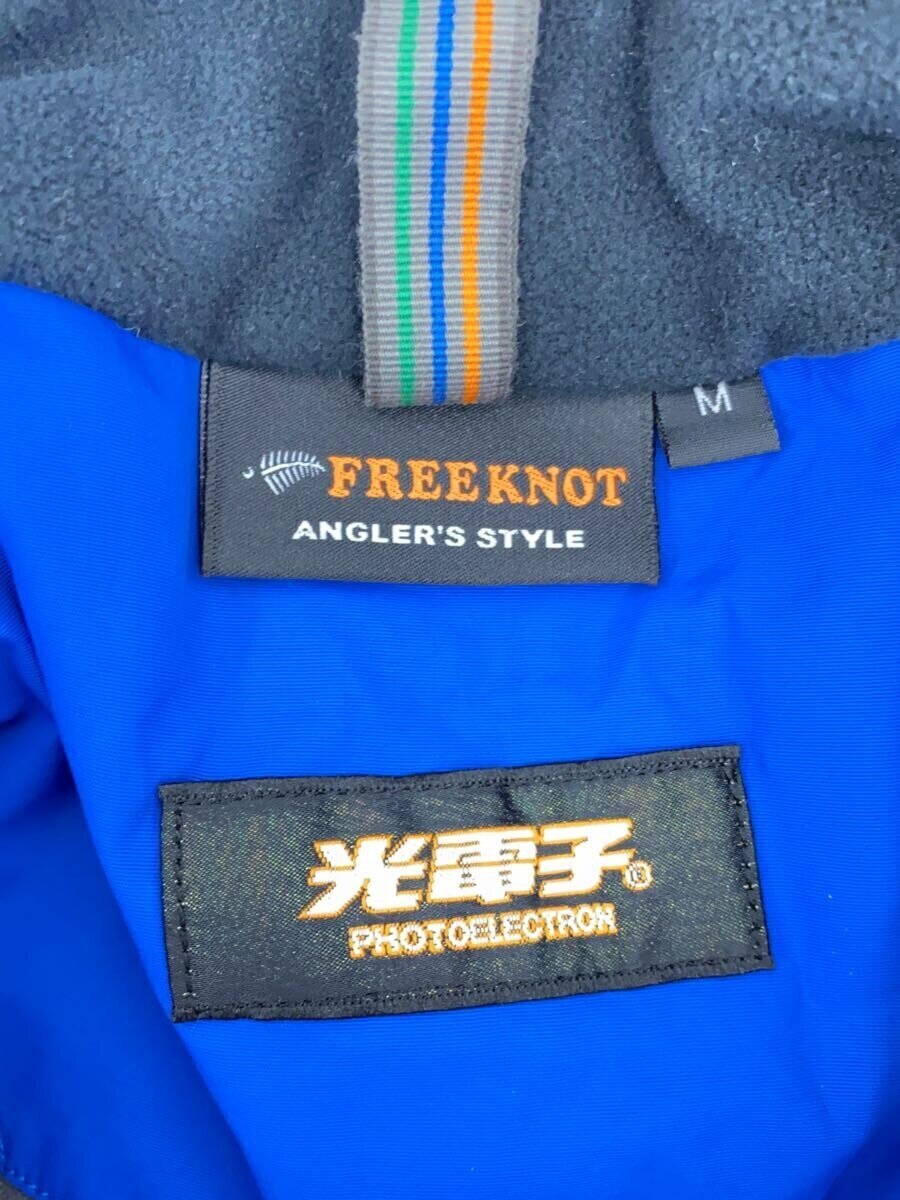 M
FREEKNOT
ANGLER'S STYLE
光電子®
PHOTOELECTRON